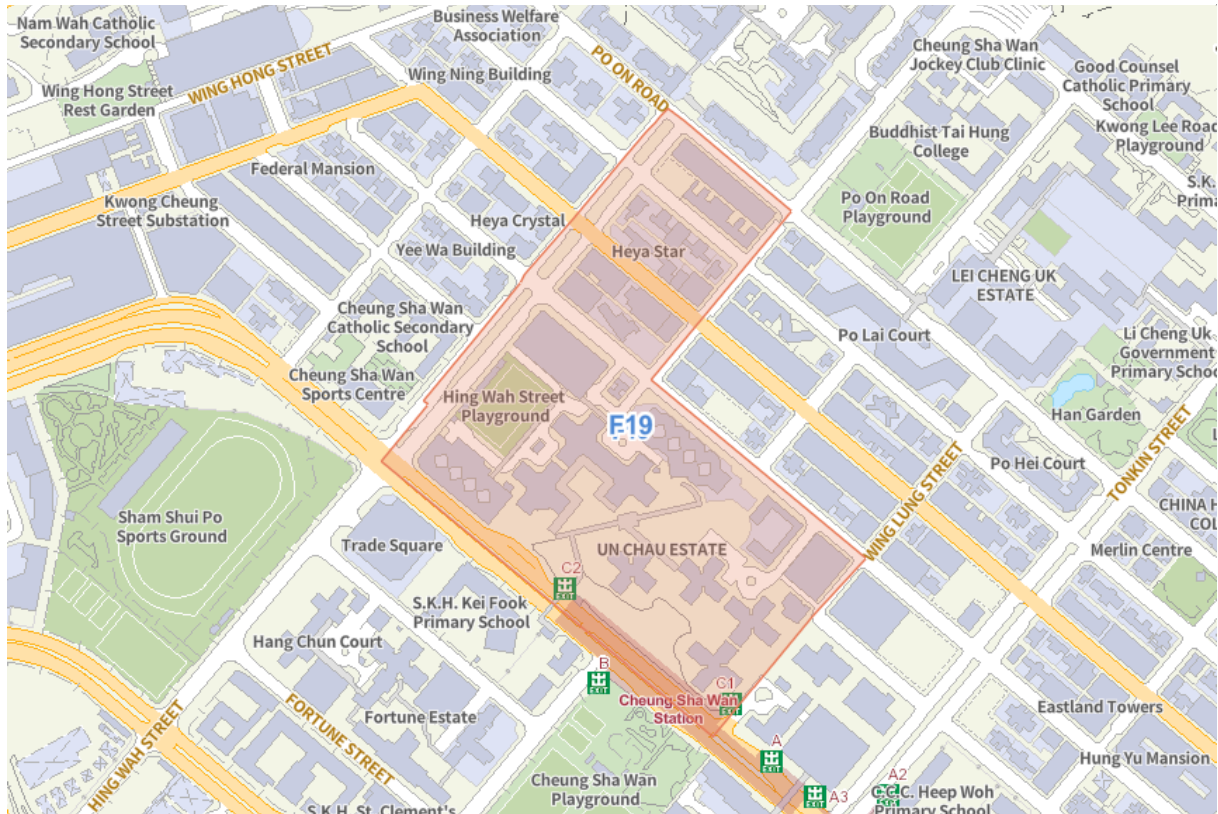 Nam Wah Catholic
Secondary School
Business Welfare
Association
WING HONG STREET
Wing Ning Building
PO ON ROAD
Cheung Sha Wan
Jockey Club Clinic
Good Counsel
Catholic Primary
School
Wing Hong Street
Rest Garden
Kwong Lee Road
Playground
Buddhist Tai Hung
College
Federal Mansion
S.K.
Prima
Kwong Cheung
Street Substation
Po On Road
Playground
Heya Crystal
Yee Wa Building
Heya Star
LEI CHENG UK
ESTATE
Cheung Sha Wan
Catholic Secondary
School
Po Lai Court
Li Cheng Uk
Government
Primary Schoo
Cheung Sha Wan
Sports Centre
Hing Wah Street
Playground
F19
Han Garden
TONKIN STREET
Po Hei Court
WING LUNG STREET
CHINA H
COL
Sham Shui Po
Sports Ground
Trade Square
UN CHAU ESTATE
Merlin Centre
C2
EXIT
S.K.H. Kei Fook
Primary School
Hang Chun Court
B
EXIT
C1
EXIT
Cheung Sha Wan
Station
Fortune Estate
FORTUNE STREET
HING WAH STREET
Eastland Towers
A
EXIT
Hung Yu Mansion
Cheung Sha Wan
Playground
A2
A3
EXIT
C.C.C. Heep Woh
Primary School
S.K.H. St. Clement's